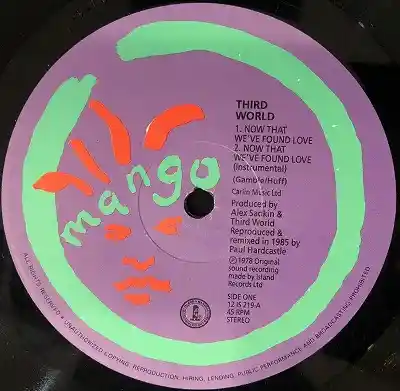 mango
THIRD
WORLD
1. NOW THAT
WE'VE FOUND LOVE
2. NOW THAT
WE'VE FOUND LOVE
(Instrumental)
(Gamble/Huff)
Carlin Music Ltd
Produced by
Alex Sadkin &
Third World
Reproduced &
remixed in 1985 by
Paul Hardcastle
Ⓟ 1978 Original
sound recording
made by Island
Records Ltd
SIDE ONE
12 IS 219-A
45 RPM
STEREO
ALL RIGHTS RESERVED • UNAUTHORIZED COPYING, REPRODUCTION, HIRING, LENDING, PUBLIC PERFORMANCE AND BROADCASTING PROHIBITED